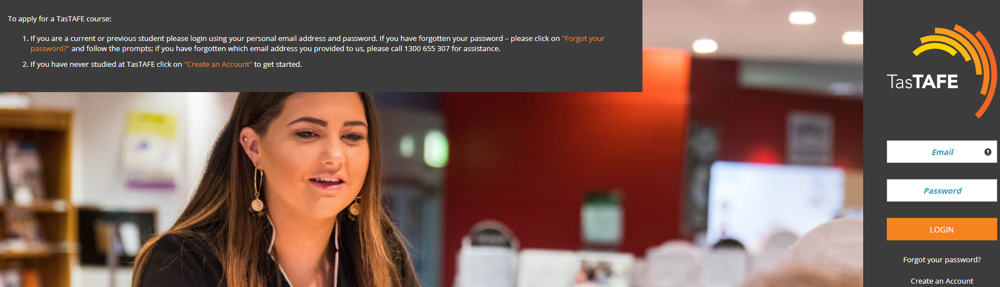 To apply for a TasTAFE course:
1. If you are a current or previous student please login using your personal email address and password. If you have forgotten your password – please click on "Forgot your
password?" and follow the prompts; if you have forgotten which email address you provided to us, please call 1300 655 307 for assistance.
2. If you have never studied at TasTAFE click on "Create an Account" to get started.
TasTAFE
Email
Password
LOGIN
Forgot your password?
Create an Account